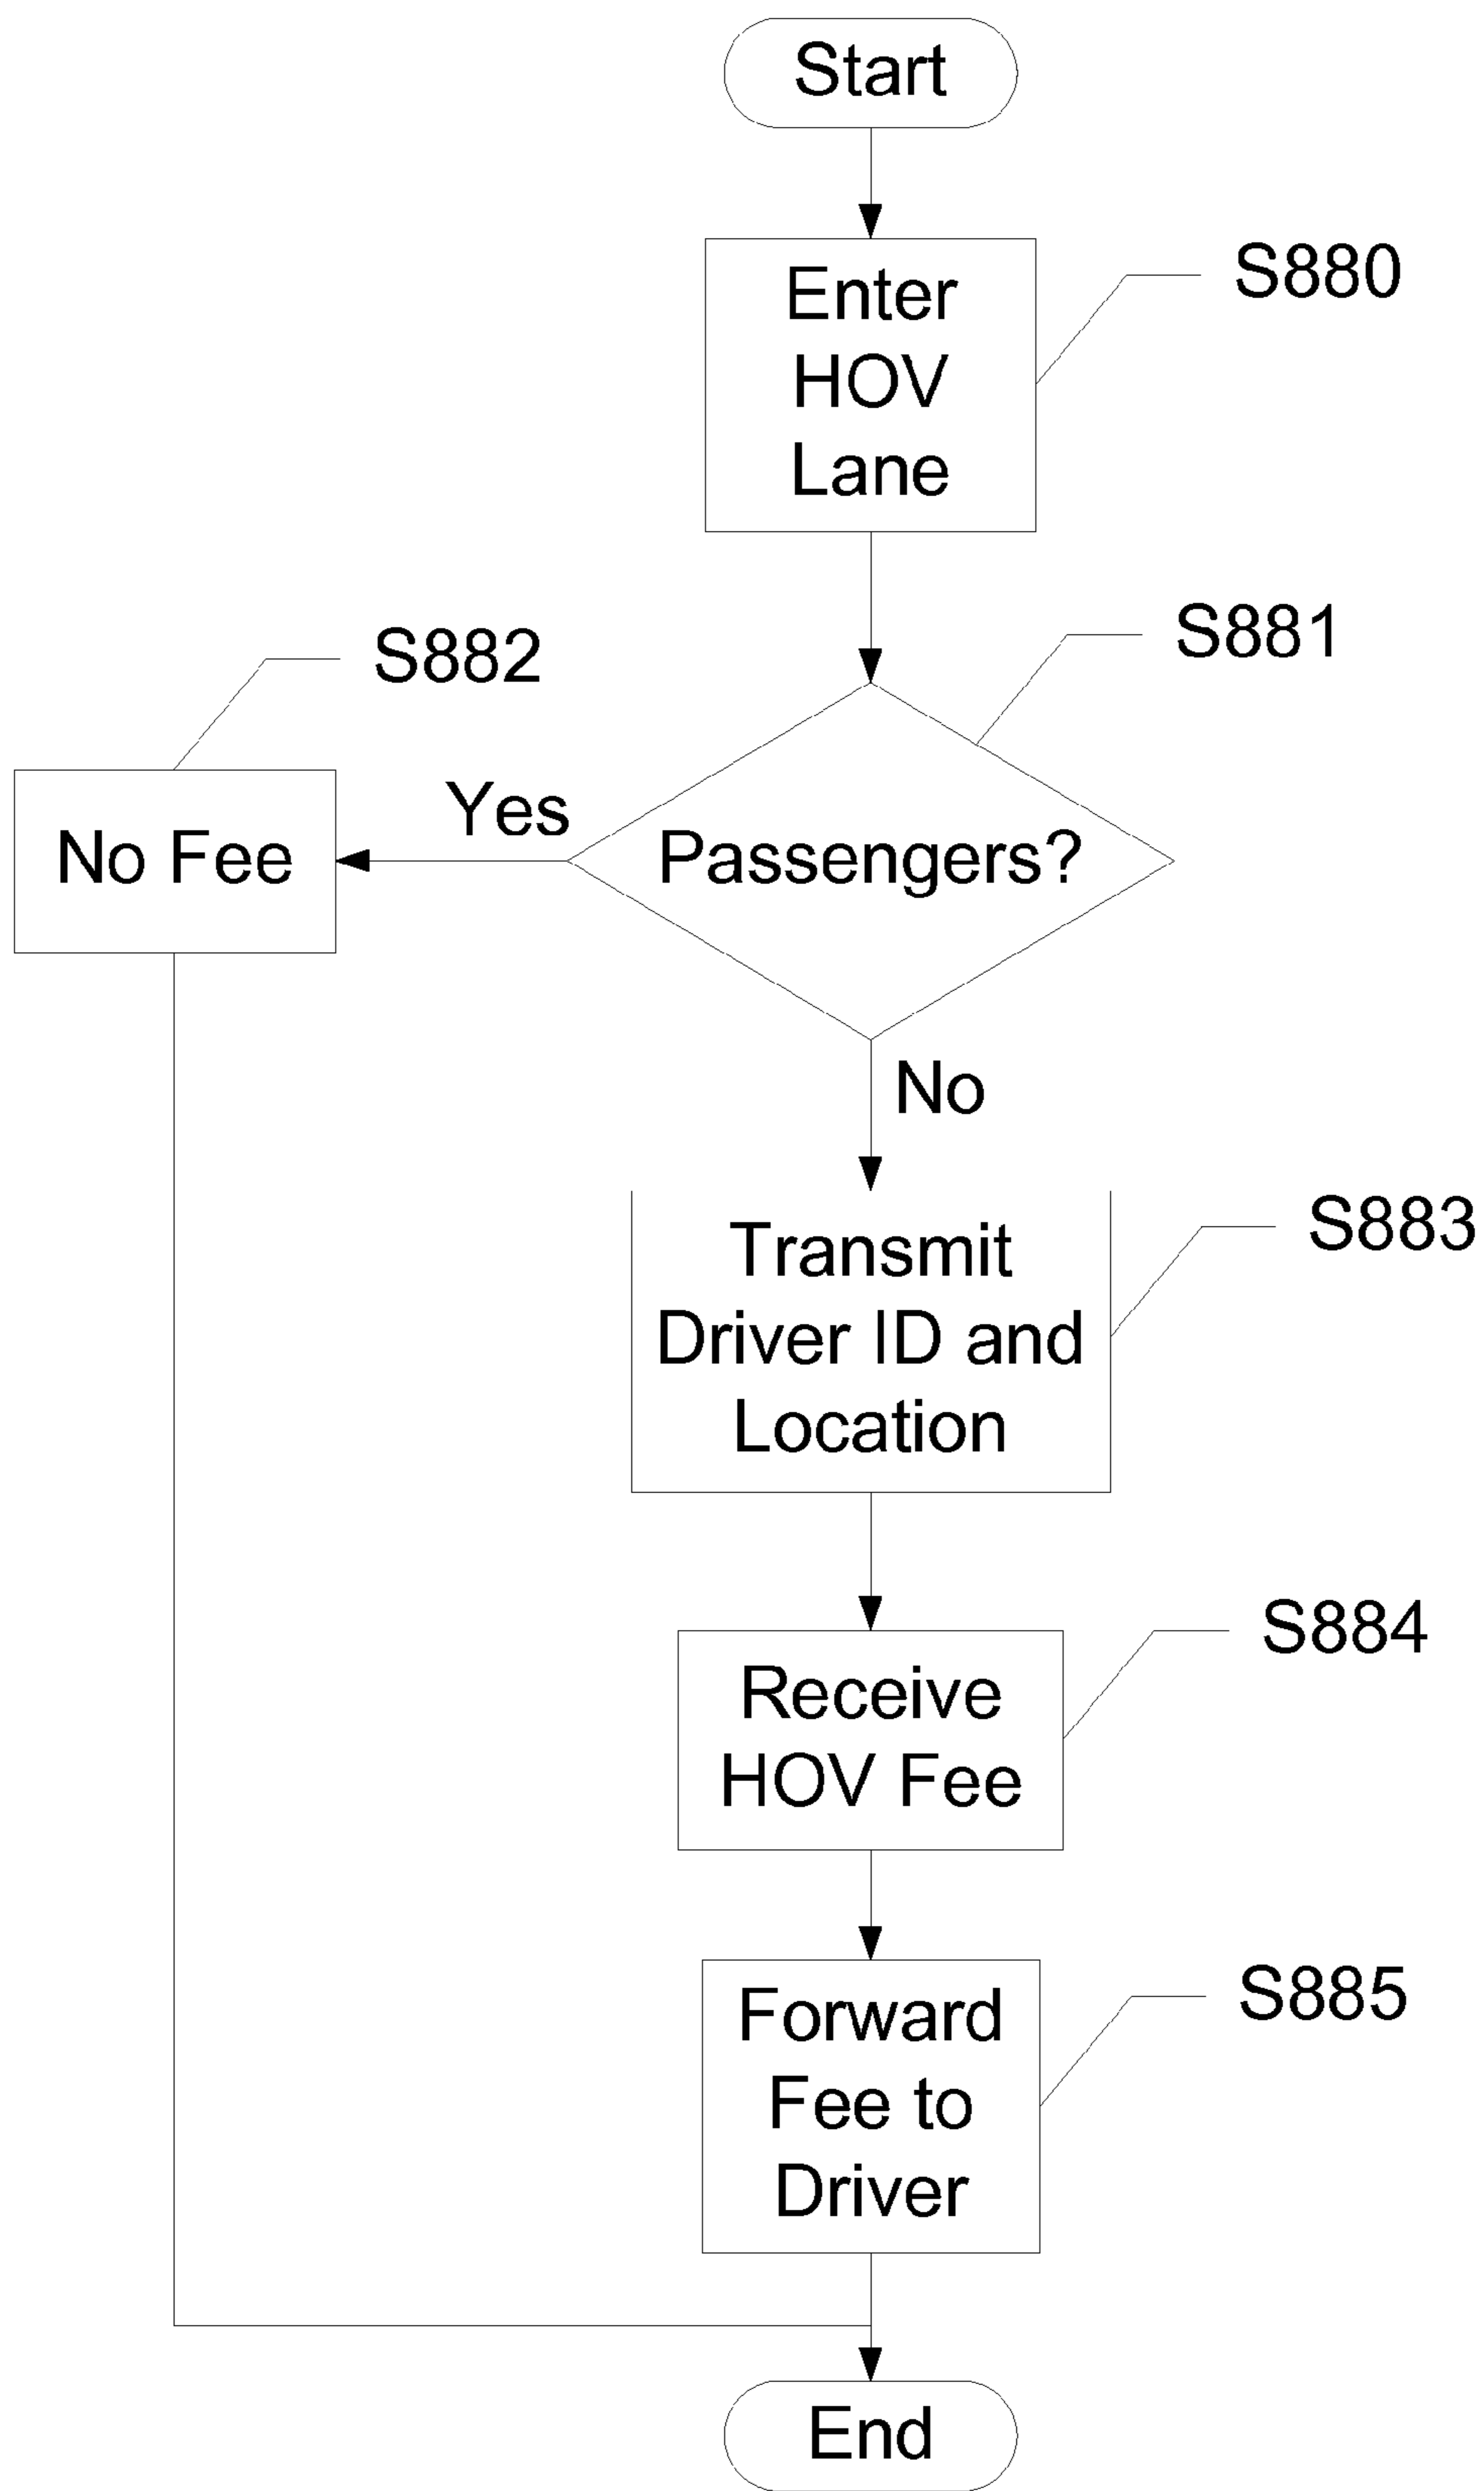 Start
Enter
HOV
Lane
S880
S881
Passengers?
Yes
S882
No Fee
No
Transmit
Driver ID and
Location
S883
Receive
HOV Fee
S884
Forward
Fee to
Driver
S885
End